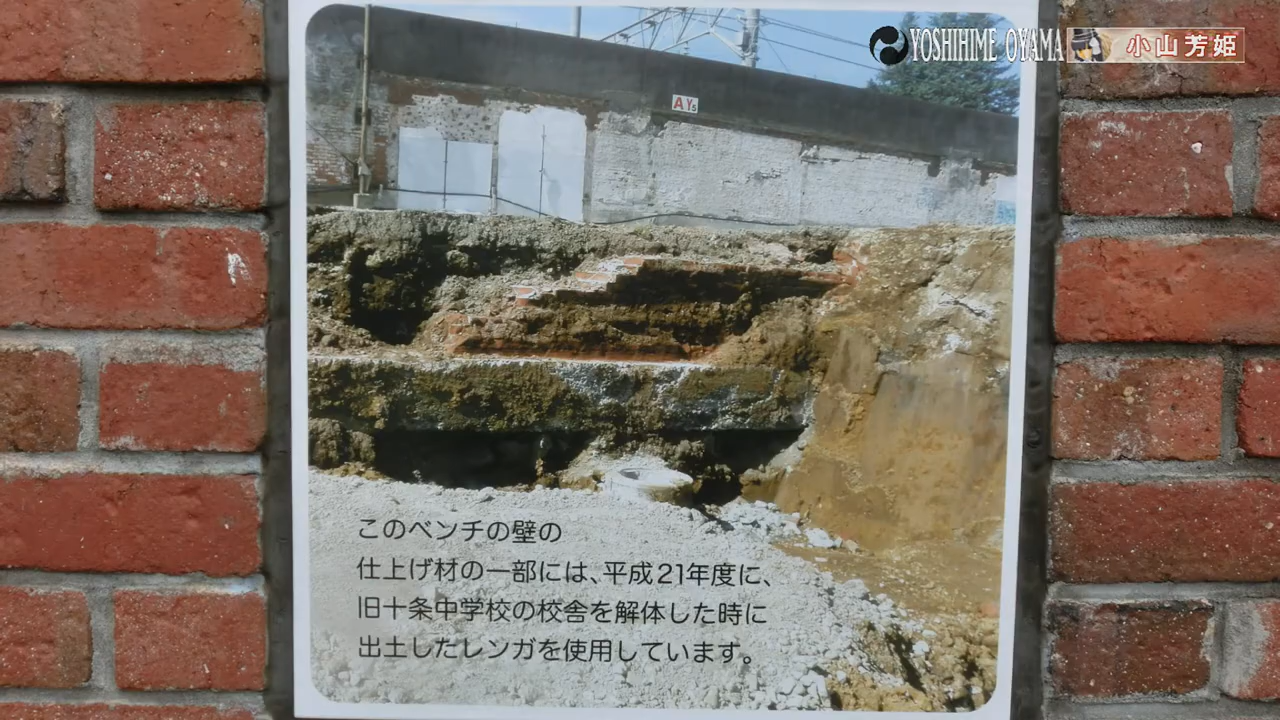 YOSHIHIME OYAMA 小山芳姫
AY5
このベンチの壁の
仕上げ材の一部には、平成21年度に、
旧十条中学校の校舎を解体した時に
出土したレンガを使用しています。